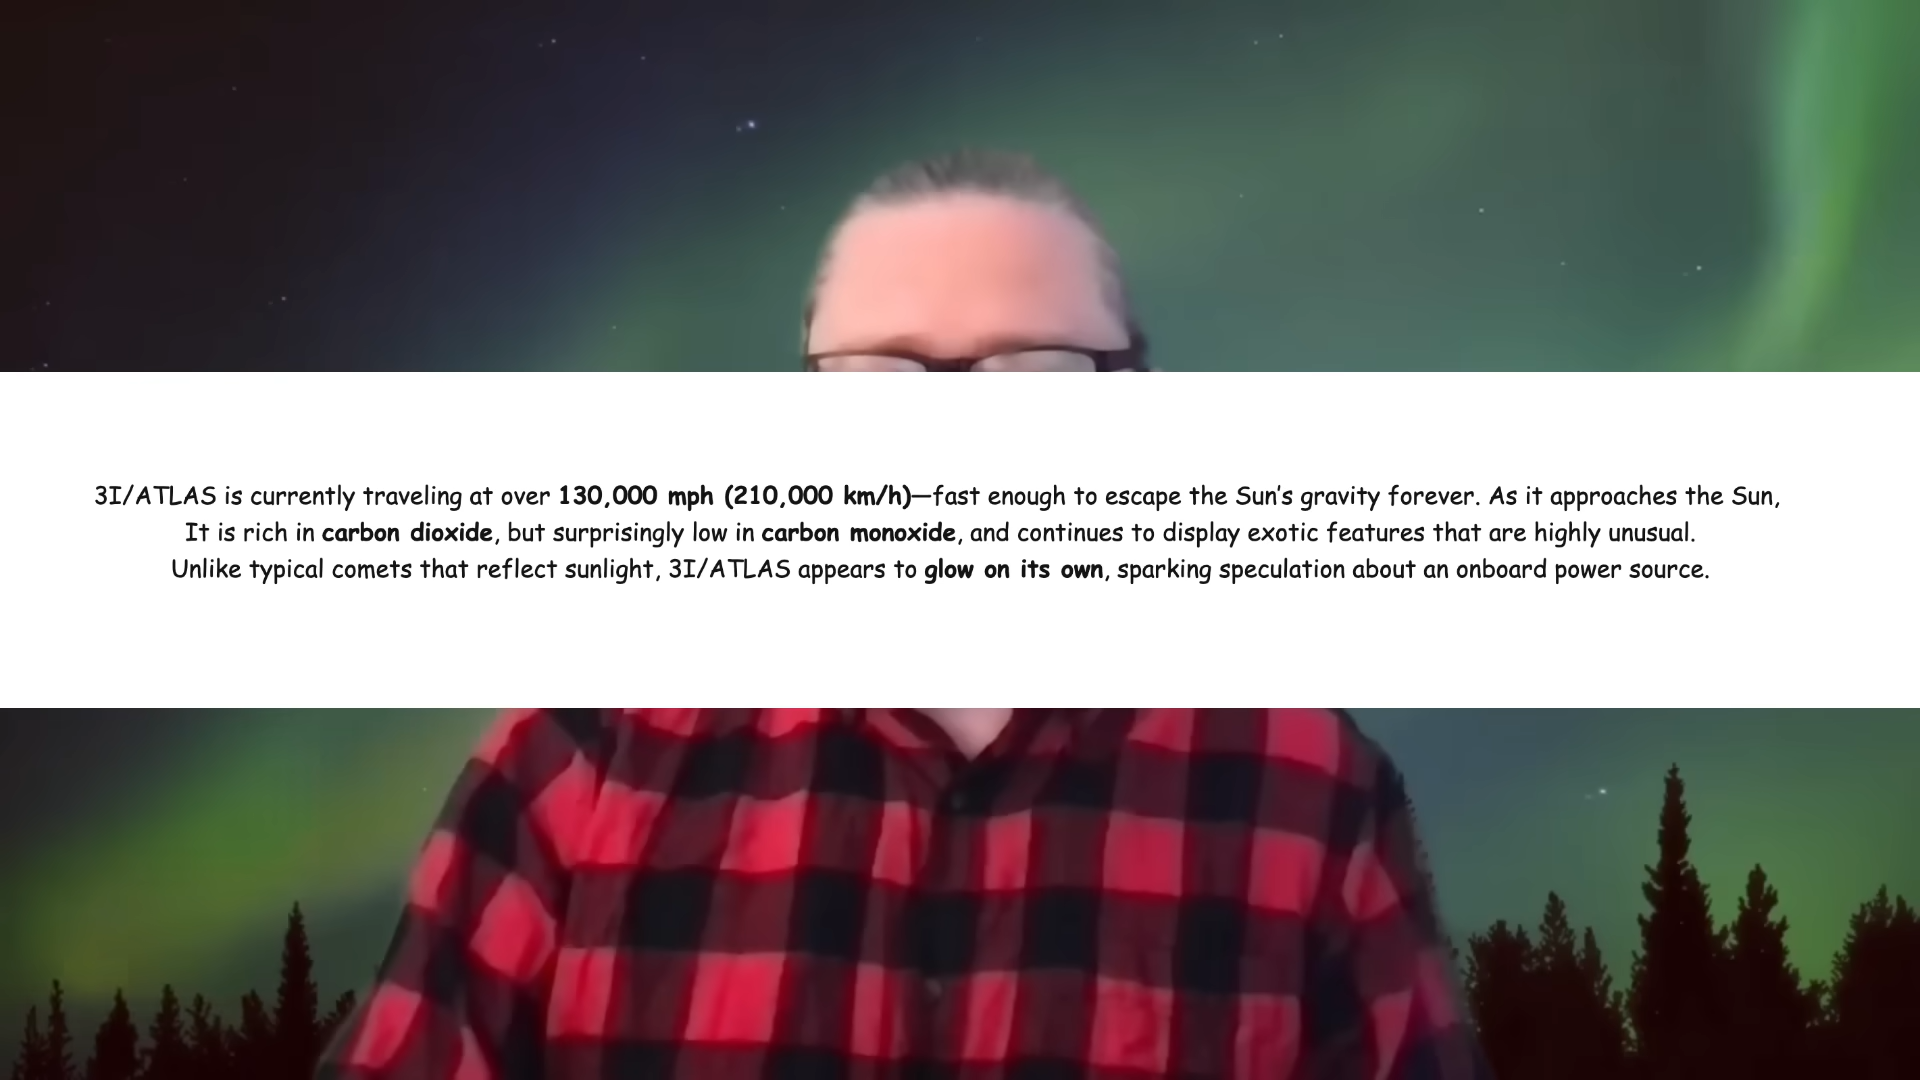 3I/ATLAS is currently traveling at over 130,000 mph (210,000 km/h)—fast enough to escape the Sun's gravity forever. As it approaches the Sun,
It is rich in carbon dioxide, but surprisingly low in carbon monoxide, and continues to display exotic features that are highly unusual.
Unlike typical comets that reflect sunlight, 3I/ATLAS appears to glow on its own, sparking speculation about an onboard power source.